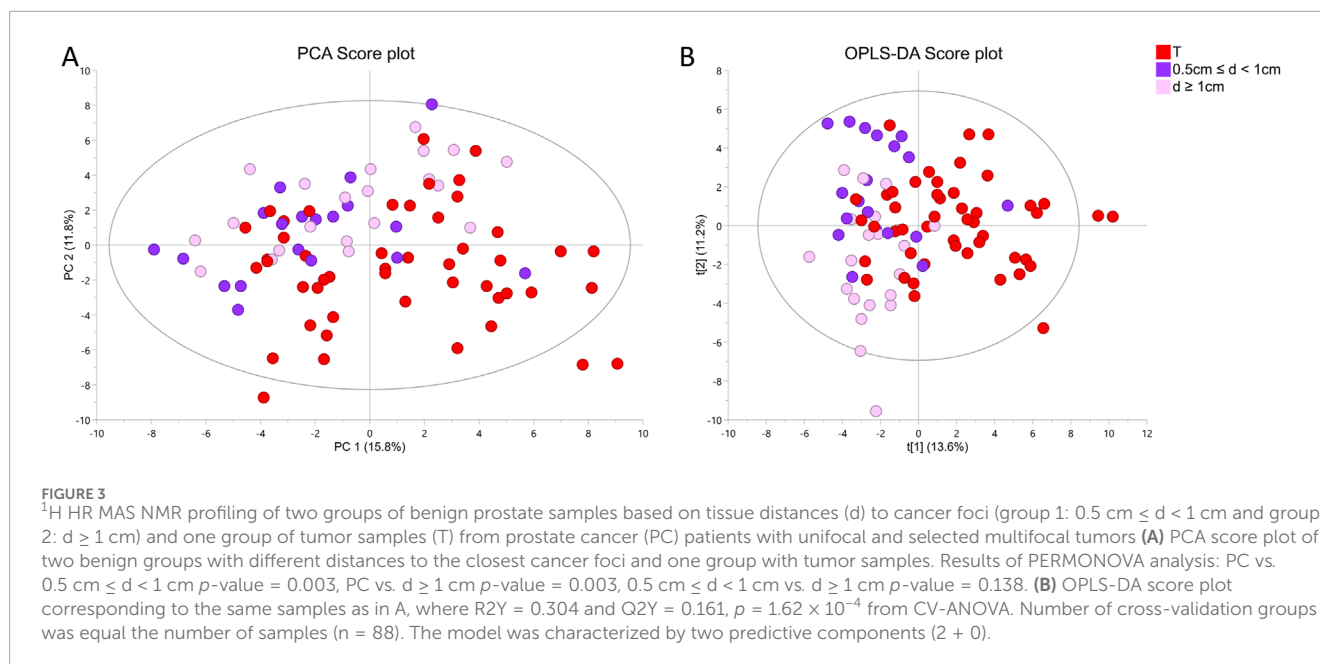 A
PCA Score plot
10
8
6
4
2
0
-2
-4
-6
-8
-10
PC 2 (11.8%)
-10 -8 -6 -4 -2 0 2 4 6 8 10
PC 1 (15.8%)
B
OPLS-DA Score plot
8
6
4
2
0
-2
-4
-6
-8
-10
t[2] (11.2%)
-10 -8 -6 -4 -2 0 2 4 6 8 10 12
t[1] (13.6%)
T
0.5cm ≤ d < 1cm
d ≥ 1cm
FIGURE 3
¹H HR MAS NMR profiling of two groups of benign prostate samples based on tissue distances (d) to cancer foci (group 1: 0.5 cm ≤ d < 1 cm and group
2: d ≥ 1 cm) and one group of tumor samples (T) from prostate cancer (PC) patients with unifocal and selected multifocal tumors (A) PCA score plot of
two benign groups with different distances to the closest cancer foci and one group with tumor samples. Results of PERMONOVA analysis: PC vs.
0.5 cm ≤ d < 1 cm p-value = 0.003, PC vs. d ≥ 1 cm p-value = 0.003, 0.5 cm ≤ d < 1 cm vs. d ≥ 1 cm p-value = 0.138. (B) OPLS-DA score plot
corresponding to the same samples as in A, where R2Y = 0.304 and Q2Y = 0.161, p = 1.62 × 10⁻⁴ from CV-ANOVA. Number of cross-validation groups
was equal the number of samples (n = 88). The model was characterized by two predictive components (2 + 0).